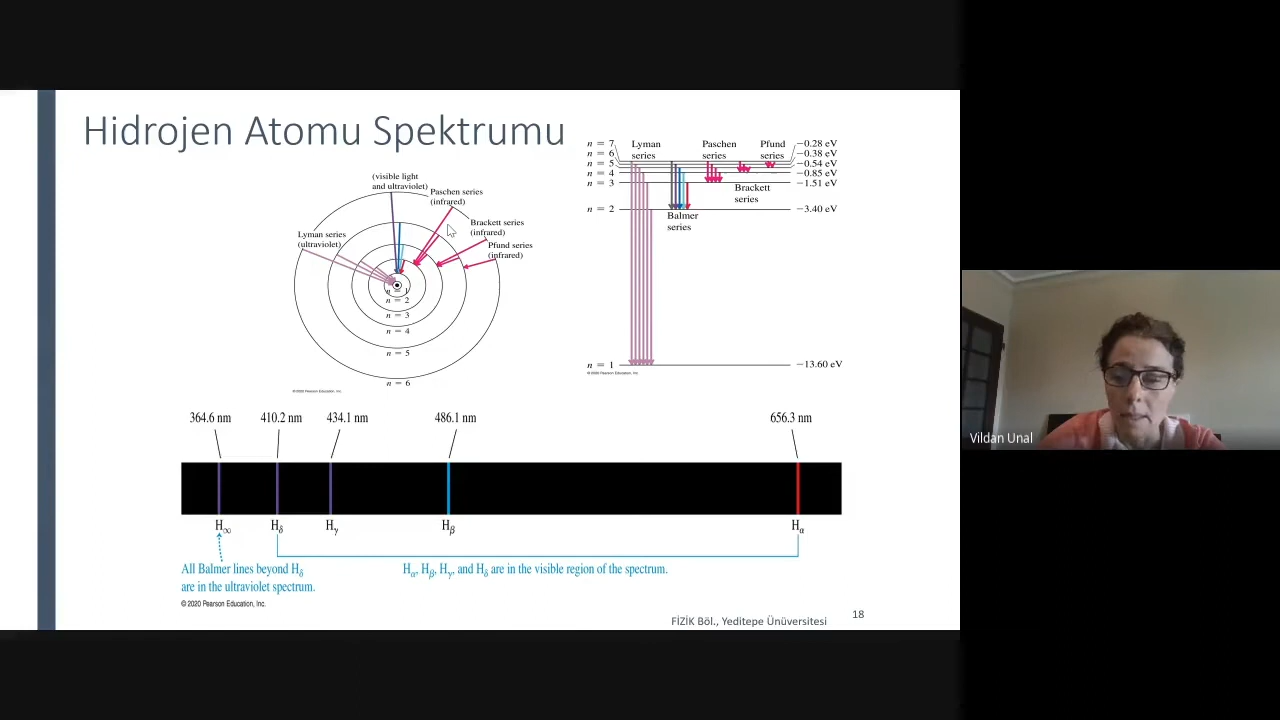 Hidrojen Atomu Spektrumu
(visible light
and ultraviolet)
Paschen series
(infrared)
Brackett series
(infrared)
Pfund series
(infrared)
Lyman series
(ultraviolet)
n = 1
n = 2
n = 3
n = 4
n = 5
n = 6
© 2020 Pearson Education, Inc.
n = 7
n = 6
n = 5
n = 4
n = 3
n = 2
n = 1
Lyman
series
Paschen
series
Pfund
series
Brackett
series
Balmer
series
−0.28 eV
−0.38 eV
−0.54 eV
−0.85 eV
−1.51 eV
−3.40 eV
−13.60 eV
© 2020 Pearson Education, Inc.
364.6 nm 410.2 nm 434.1 nm 486.1 nm 656.3 nm
H∞ Hδ Hγ Hβ Hα
All Balmer lines beyond Hδ
are in the ultraviolet spectrum.
Hα, Hβ, Hγ, and Hδ are in the visible region of the spectrum.
© 2020 Pearson Education, Inc.
FİZİK Böl., Yeditepe Ünüversitesi
18
Vildan Unal